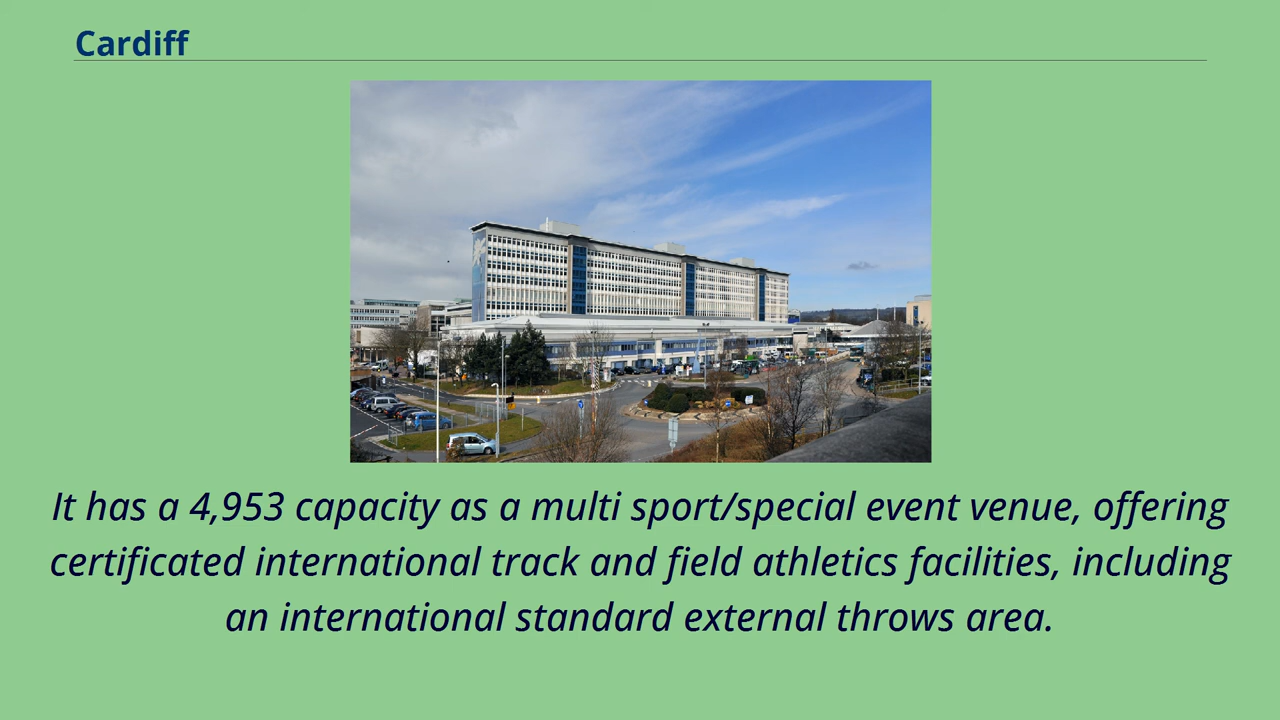 Cardiff
It has a 4,953 capacity as a multi sport/special event venue, offering
certificated international track and field athletics facilities, including
an international standard external throws area.